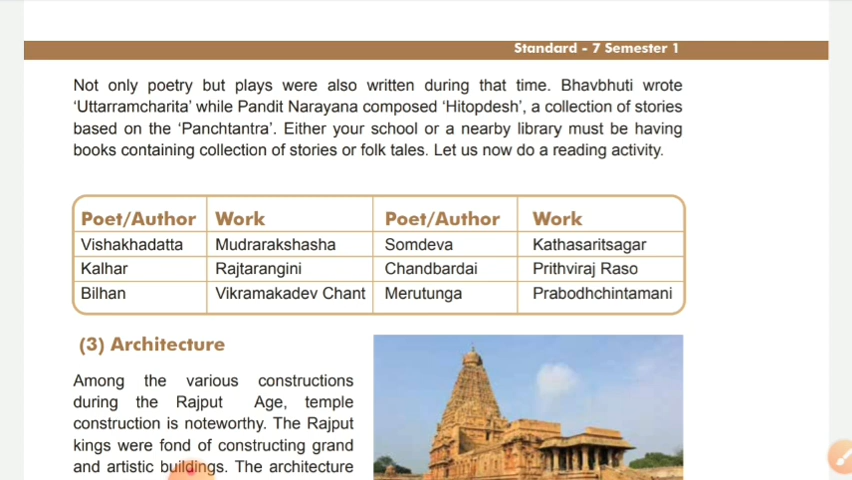 Standard - 7 Semester 1
Not only poetry but plays were also written during that time. Bhavbhuti wrote
‘Uttarramcharita’ while Pandit Narayana composed ‘Hitopdesh’, a collection of stories
based on the ‘Panchtantra’. Either your school or a nearby library must be having
books containing collection of stories or folk tales. Let us now do a reading activity.
Poet/Author Work Poet/Author Work
Vishakhadatta Mudrarakshasha Somdeva Kathasaritsagar
Kalhar Rajtarangini Chandbardai Prithviraj Raso
Bilhan Vikramakadev Chant Merutunga Prabodhchintamani
(3) Architecture
Among the various constructions
during the Rajput Age, temple
construction is noteworthy. The Rajput
kings were fond of constructing grand
and artistic buildings. The architecture